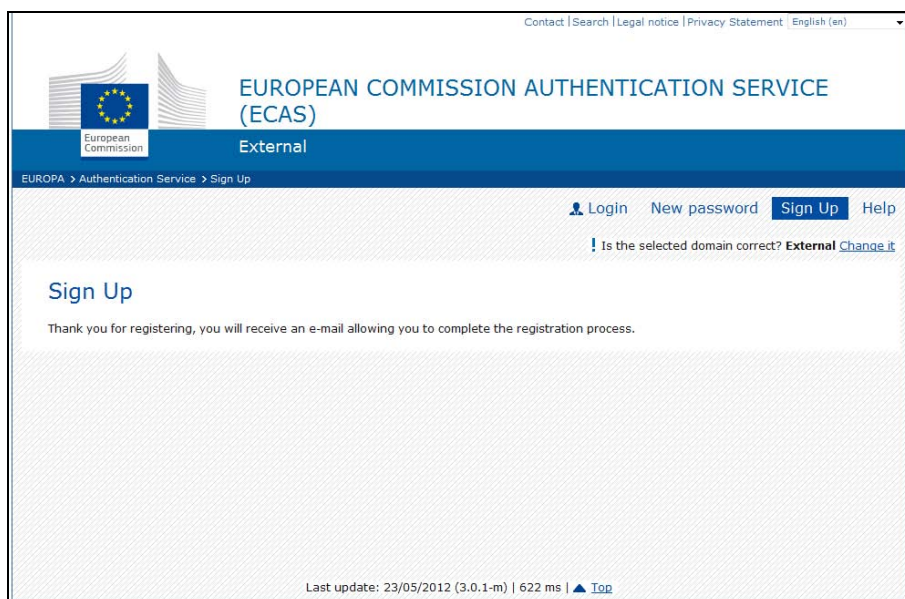 Contact | Search | Legal notice | Privacy Statement English (en)
EUROPEAN COMMISSION AUTHENTICATION SERVICE
(ECAS)
European
Commission
External
EUROPA > Authentication Service > Sign Up
Login New password Sign Up Help
! Is the selected domain correct? External Change it
Sign Up
Thank you for registering, you will receive an e-mail allowing you to complete the registration process.
Last update: 23/05/2012 (3.0.1-m) | 622 ms | Top